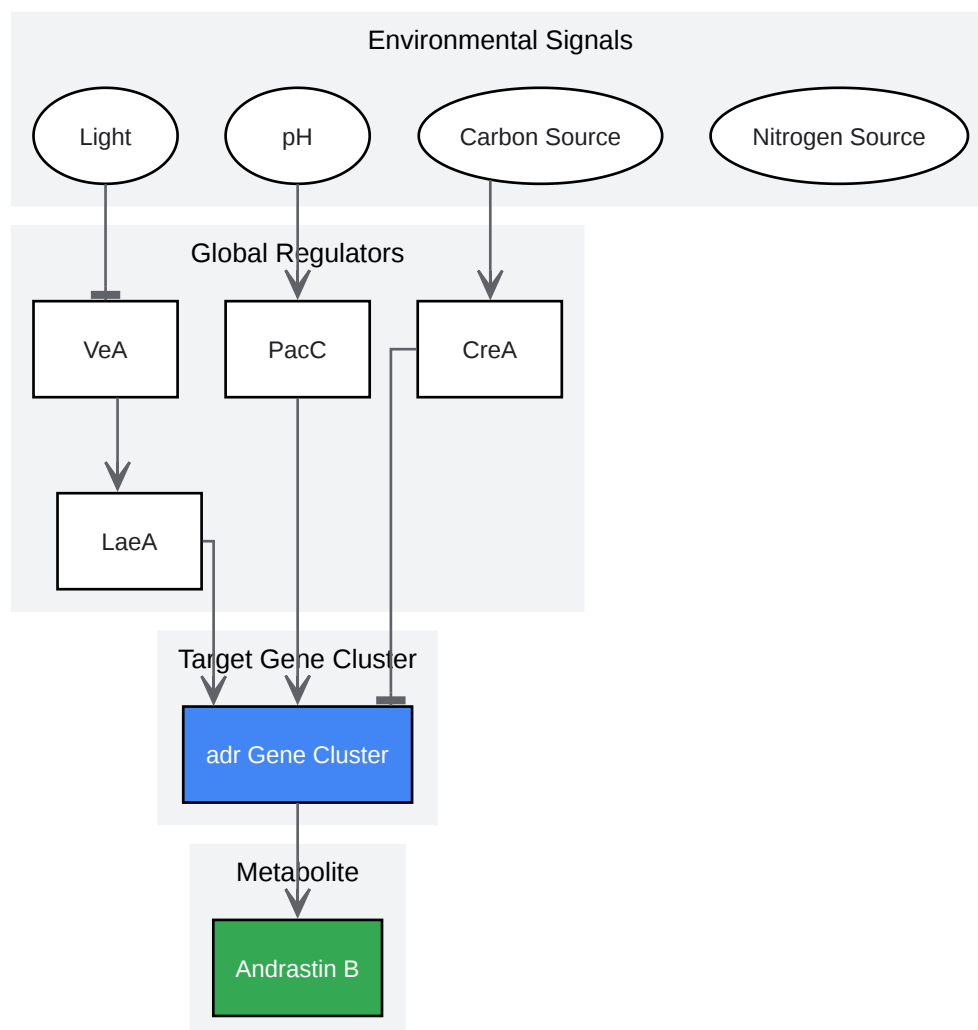 Environmental Signals
Light
pH
Carbon Source
Nitrogen Source
Global Regulators
VeA
PacC
CreA
LaeA
Target Gene Cluster
adr Gene Cluster
Metabolite
Andrastin B